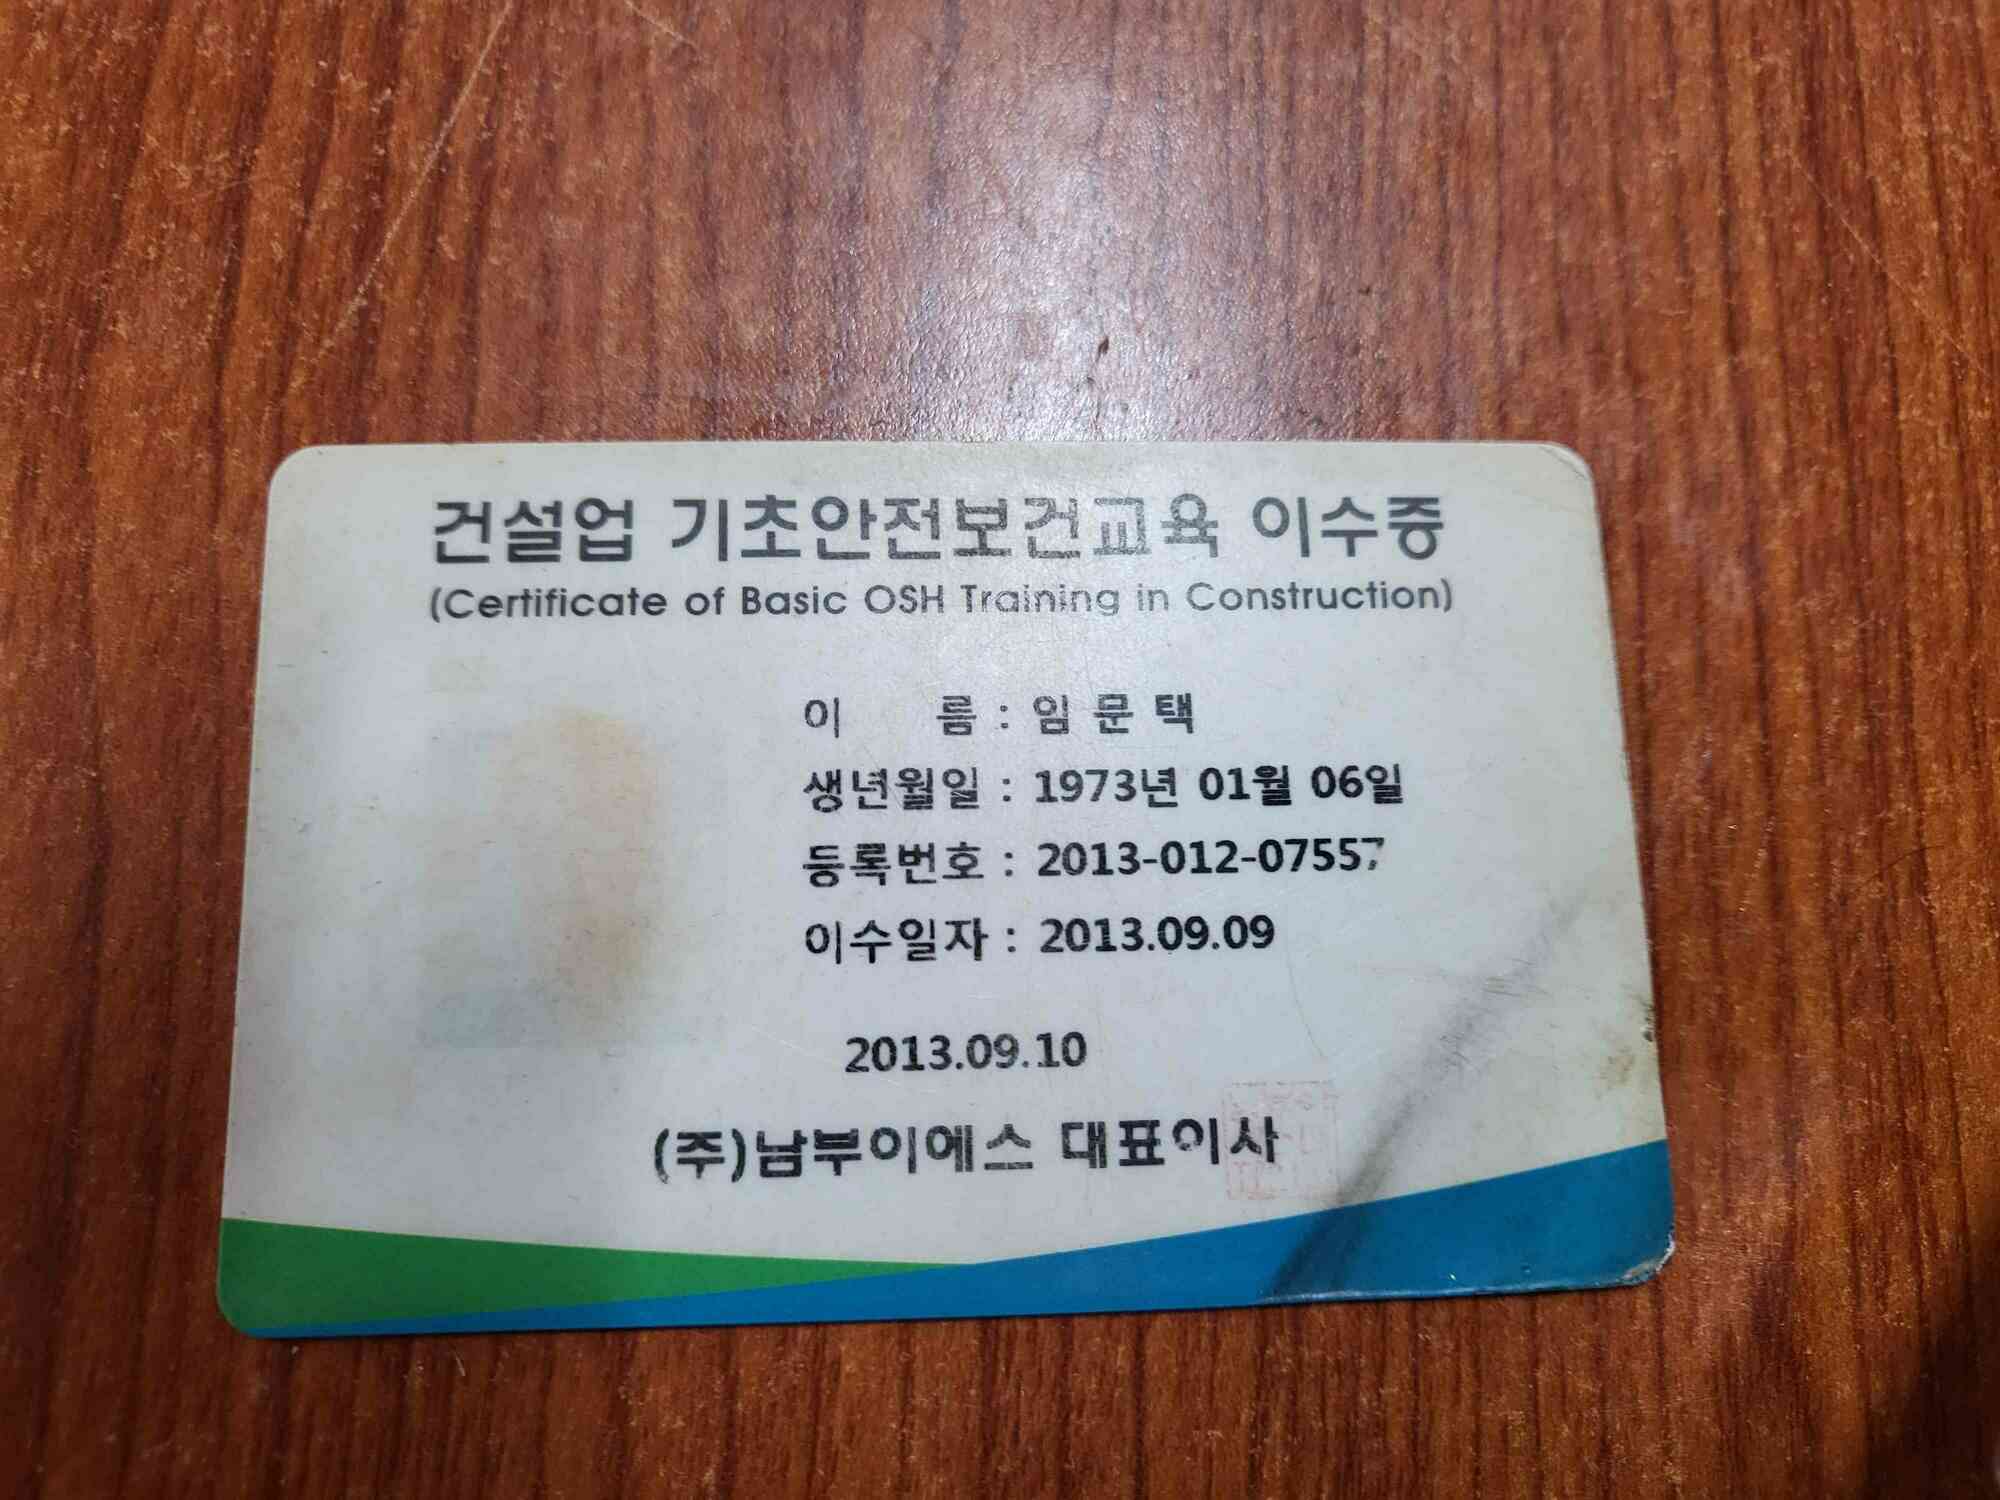 건설업 기초안전보건교육 이수증
(Certificate of Basic OSH Training in Construction)
이 름 : 임 문 택
생년월일 : 1973년 01월 06일
등록번호 : 2013-012-07557
이수일자 : 2013.09.09
2013.09.10
(주)남부이에스 대표이사